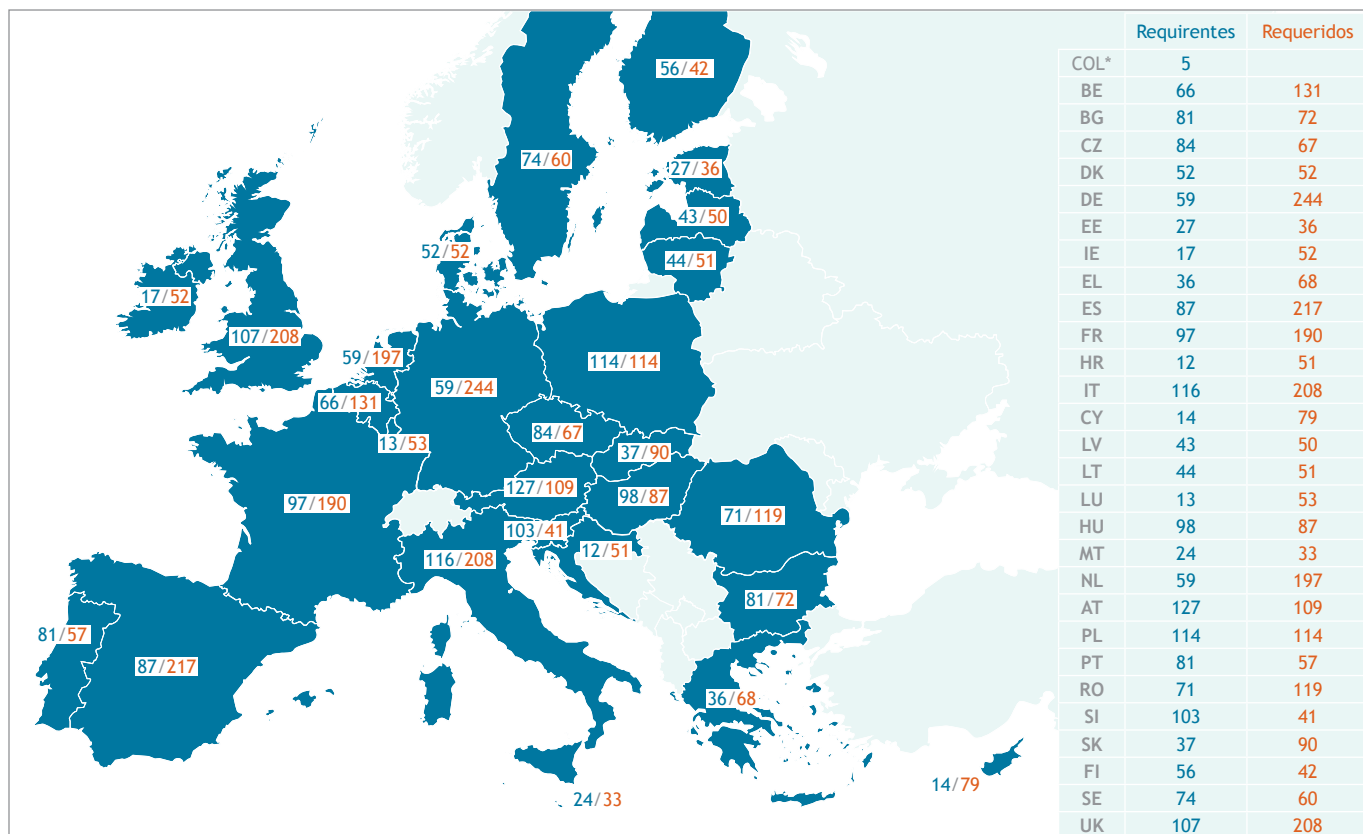 56/42
74/60
27/36
43/50
52/52
44/51
17/52
107/208
59/197
114/114
59/244
66/131
84/67
13/53
37/90
127/109
98/87
97/190
71/119
103/41
12/51
116/208
81/72
81/57
87/217
36/68
14/79
24/33
Requirentes Requeridos
COL* 5
BE 66 131
BG 81 72
CZ 84 67
DK 52 52
DE 59 244
EE 27 36
IE 17 52
EL 36 68
ES 87 217
FR 97 190
HR 12 51
IT 116 208
CY 14 79
LV 43 50
LT 44 51
LU 13 53
HU 98 87
MT 24 33
NL 59 197
AT 127 109
PL 114 114
PT 81 57
RO 71 119
SI 103 41
SK 37 90
FI 56 42
SE 74 60
UK 107 208